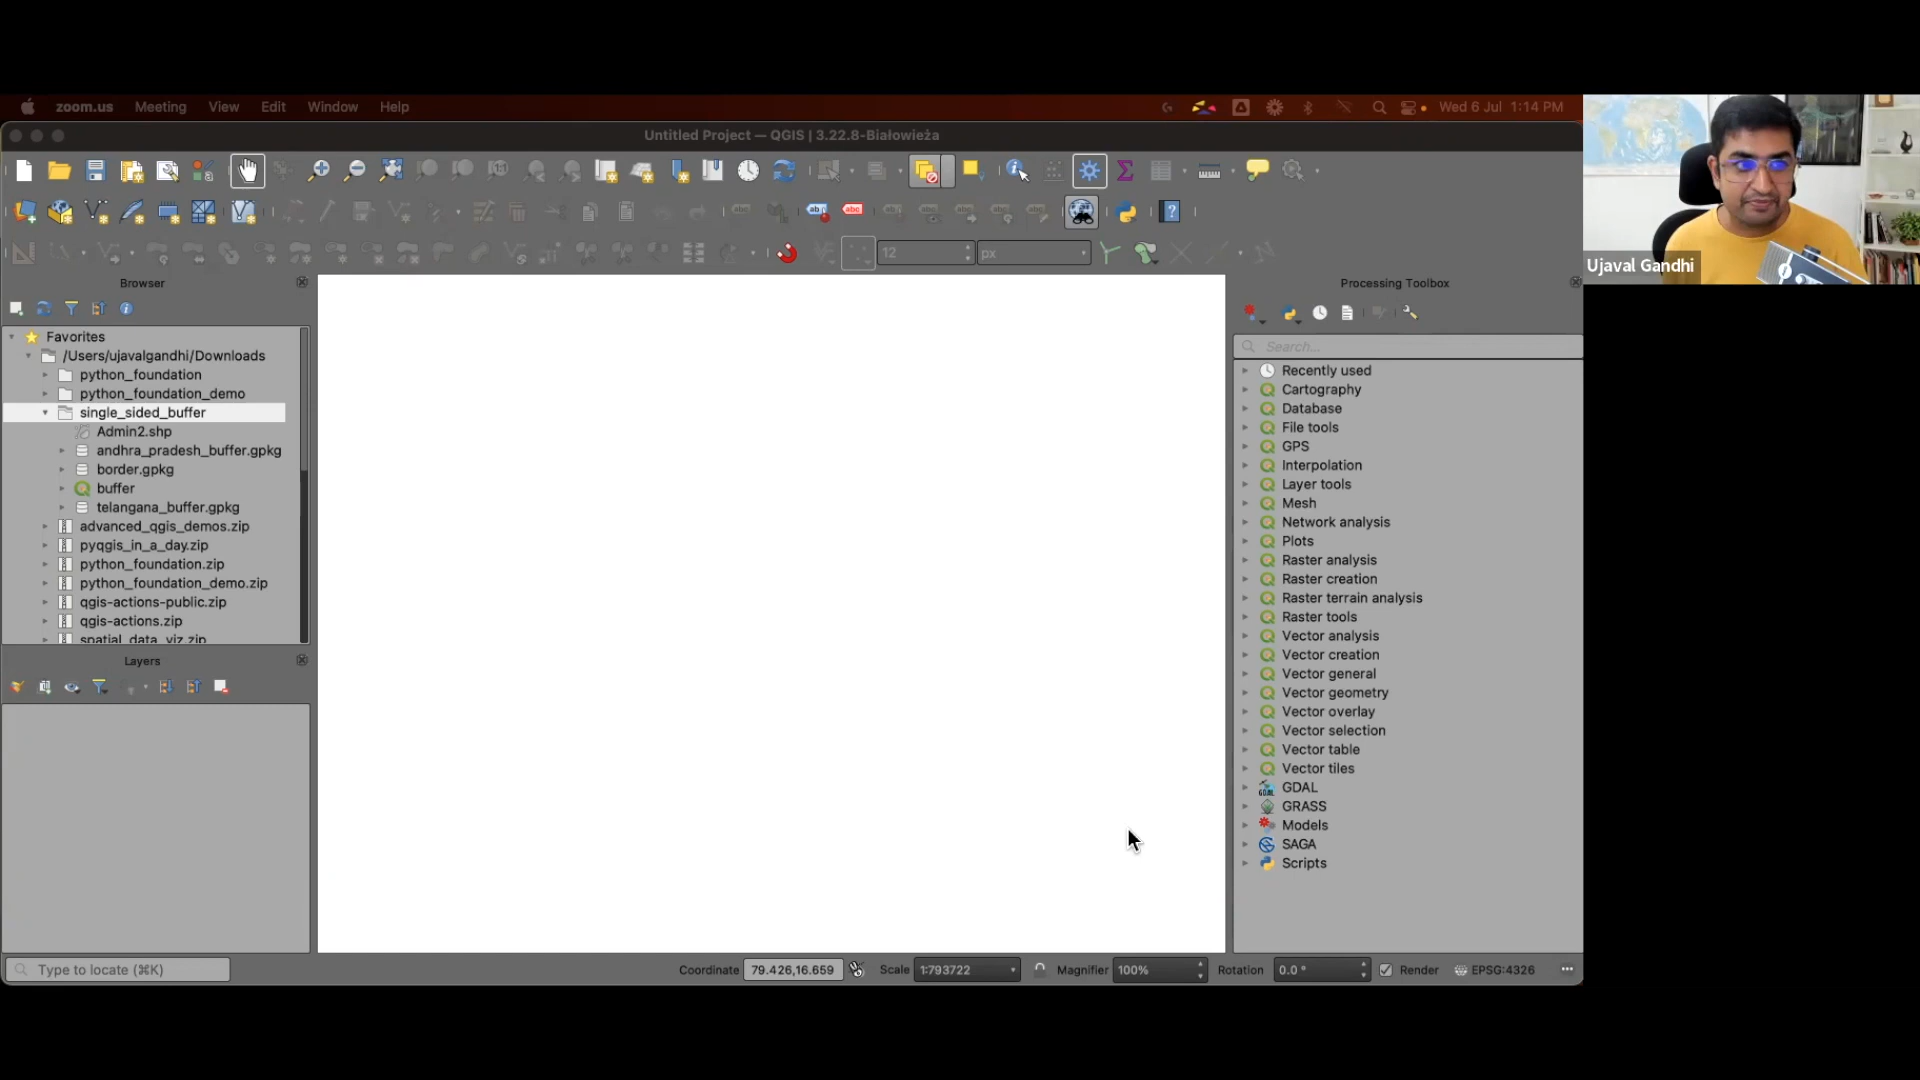 zoom.us Meeting View Edit Window Help Wed 6 Jul 1:14 PM
Untitled Project — QGIS | 3.22.8-Białowieża
Ujaval Gandhi
12 px
Browser
Favorites
/Users/ujavalgandhi/Downloads
python_foundation
python_foundation_demo
single_sided_buffer
Admin2.shp
andhra_pradesh_buffer.gpkg
border.gpkg
buffer
telangana_buffer.gpkg
advanced_qgis_demos.zip
pyqgis_in_a_day.zip
python_foundation.zip
python_foundation_demo.zip
qgis-actions-public.zip
qgis-actions.zip
spatial_data_viz.zip
Layers
Processing Toolbox
Search...
Recently used
Cartography
Database
File tools
GPS
Interpolation
Layer tools
Mesh
Network analysis
Plots
Raster analysis
Raster creation
Raster terrain analysis
Raster tools
Vector analysis
Vector creation
Vector general
Vector geometry
Vector overlay
Vector selection
Vector table
Vector tiles
GDAL
GRASS
Models
SAGA
Scripts
Type to locate (⌘K) Coordinate 79.426,16.659 Scale 1:793722 Magnifier 100% Rotation 0.0 ° Render EPSG:4326